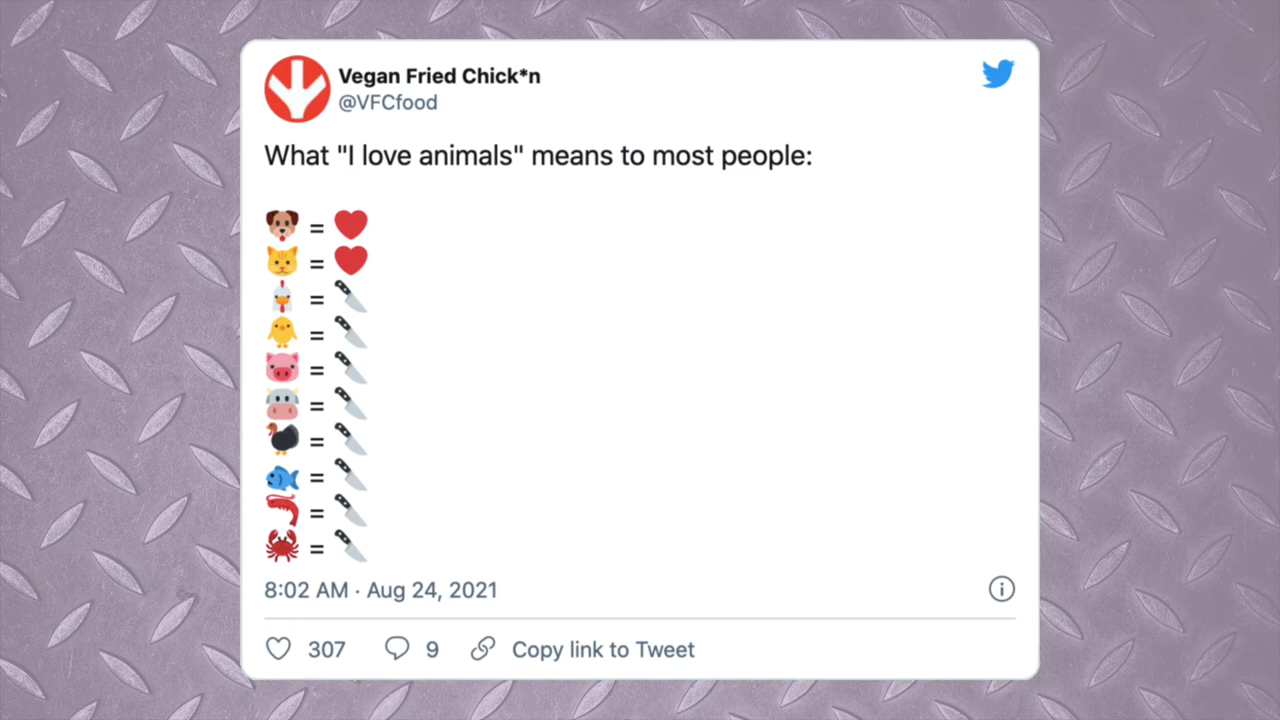 Vegan Fried Chick*n
@VFCfood
What "I love animals" means to most people:
🐶 = ❤️
🐱 = ❤️
🐔 = 🔪
🐤 = 🔪
🐷 = 🔪
🐮 = 🔪
🦃 = 🔪
🐟 = 🔪
🦐 = 🔪
🦀 = 🔪
8:02 AM · Aug 24, 2021
307
9
Copy link to Tweet